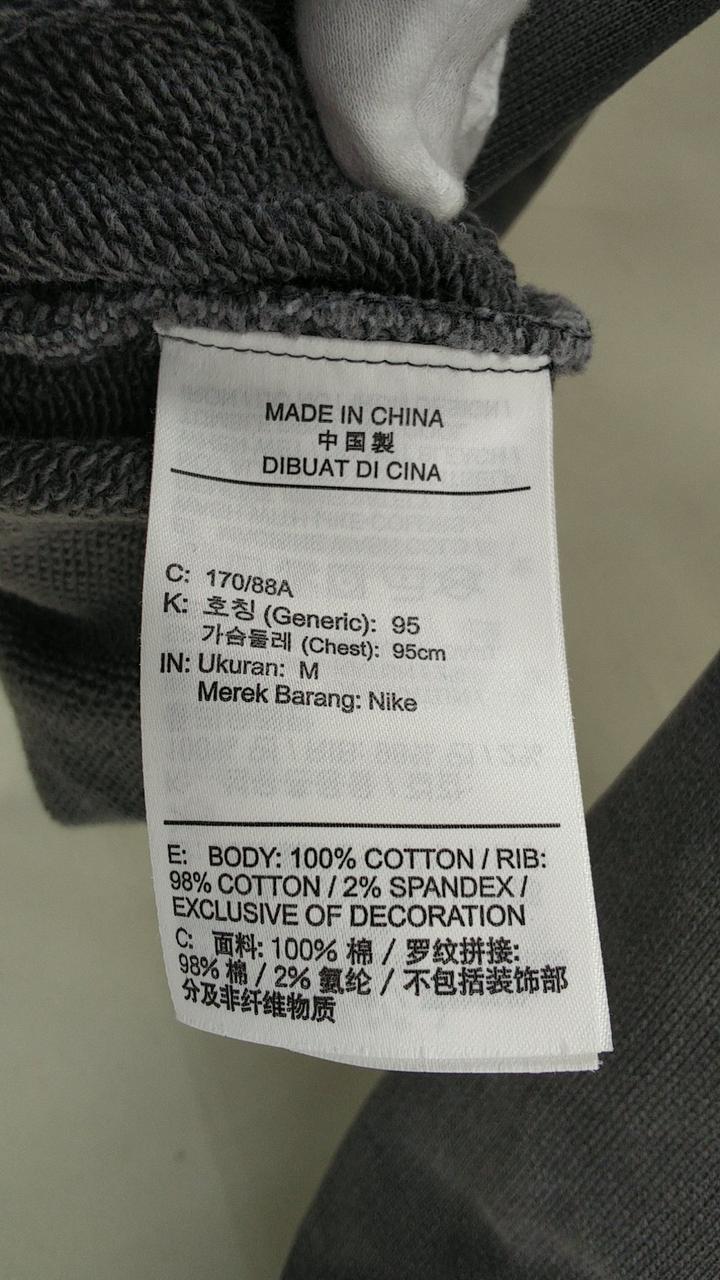 MADE IN CHINA
中国製
DIBUAT DI CINA
C: 170/88A
K: 호칭 (Generic): 95
가슴둘레 (Chest): 95cm
IN: Ukuran: M
Merek Barang: Nike
E: BODY: 100% COTTON / RIB:
98% COTTON / 2% SPANDEX /
EXCLUSIVE OF DECORATION
C: 面料: 100% 棉 / 罗纹拼接:
98% 棉 / 2% 氨纶 / 不包括装饰部
分及非纤维物质